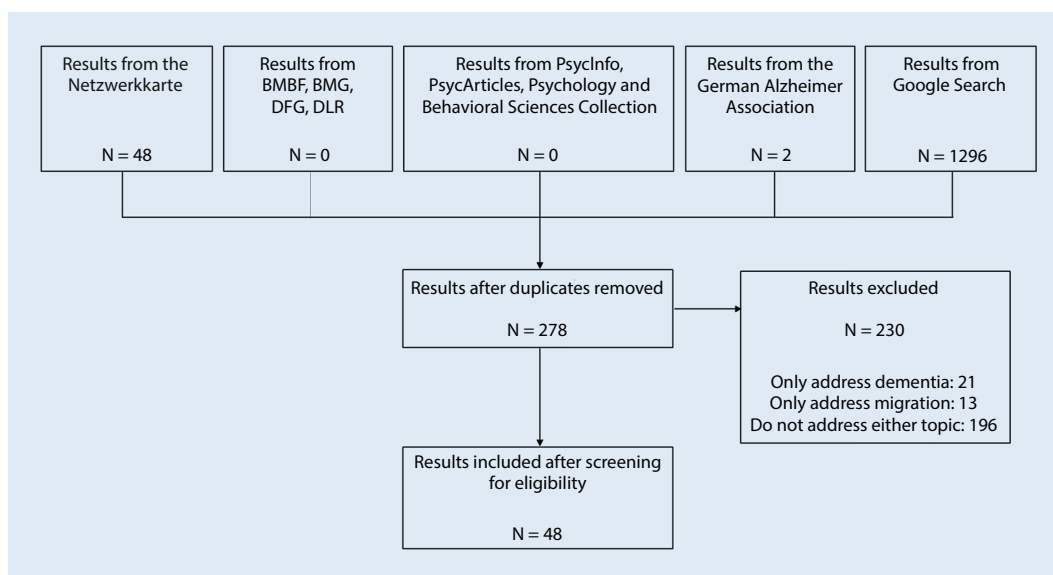 Results from the
Netzwerkkarte
N = 48
Results from
BMBF, BMG,
DFG, DLR
N = 0
Results from PsycInfo,
PsycArticles, Psychology and
Behavioral Sciences Collection
N = 0
Results from the
German Alzheimer
Association
N = 2
Results from
Google Search
N = 1296
Results after duplicates removed
N = 278
Results excluded
N = 230
Only address dementia: 21
Only address migration: 13
Do not address either topic: 196
Results included after screening
for eligibility
N = 48